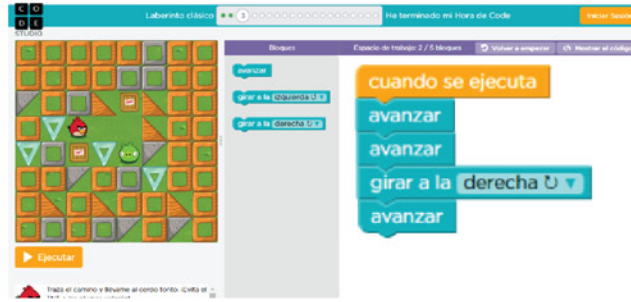 C O
D E
STUDIO
Laberinto clásico
3
He terminado mi Hora de Code
Iniciar Sesión
Bloques
Espacio de trabajo: 2 / 5 bloques
Volver a empezar
Mostrar el código
avanzar
girar a la izquierda ↺ ▼
girar a la derecha ↻ ▼
cuando se ejecuta
avanzar
avanzar
girar a la derecha ↻ ▼
avanzar
Ejecutar
Traza el camino y llévame al cerdo tonto. ¡Evita el